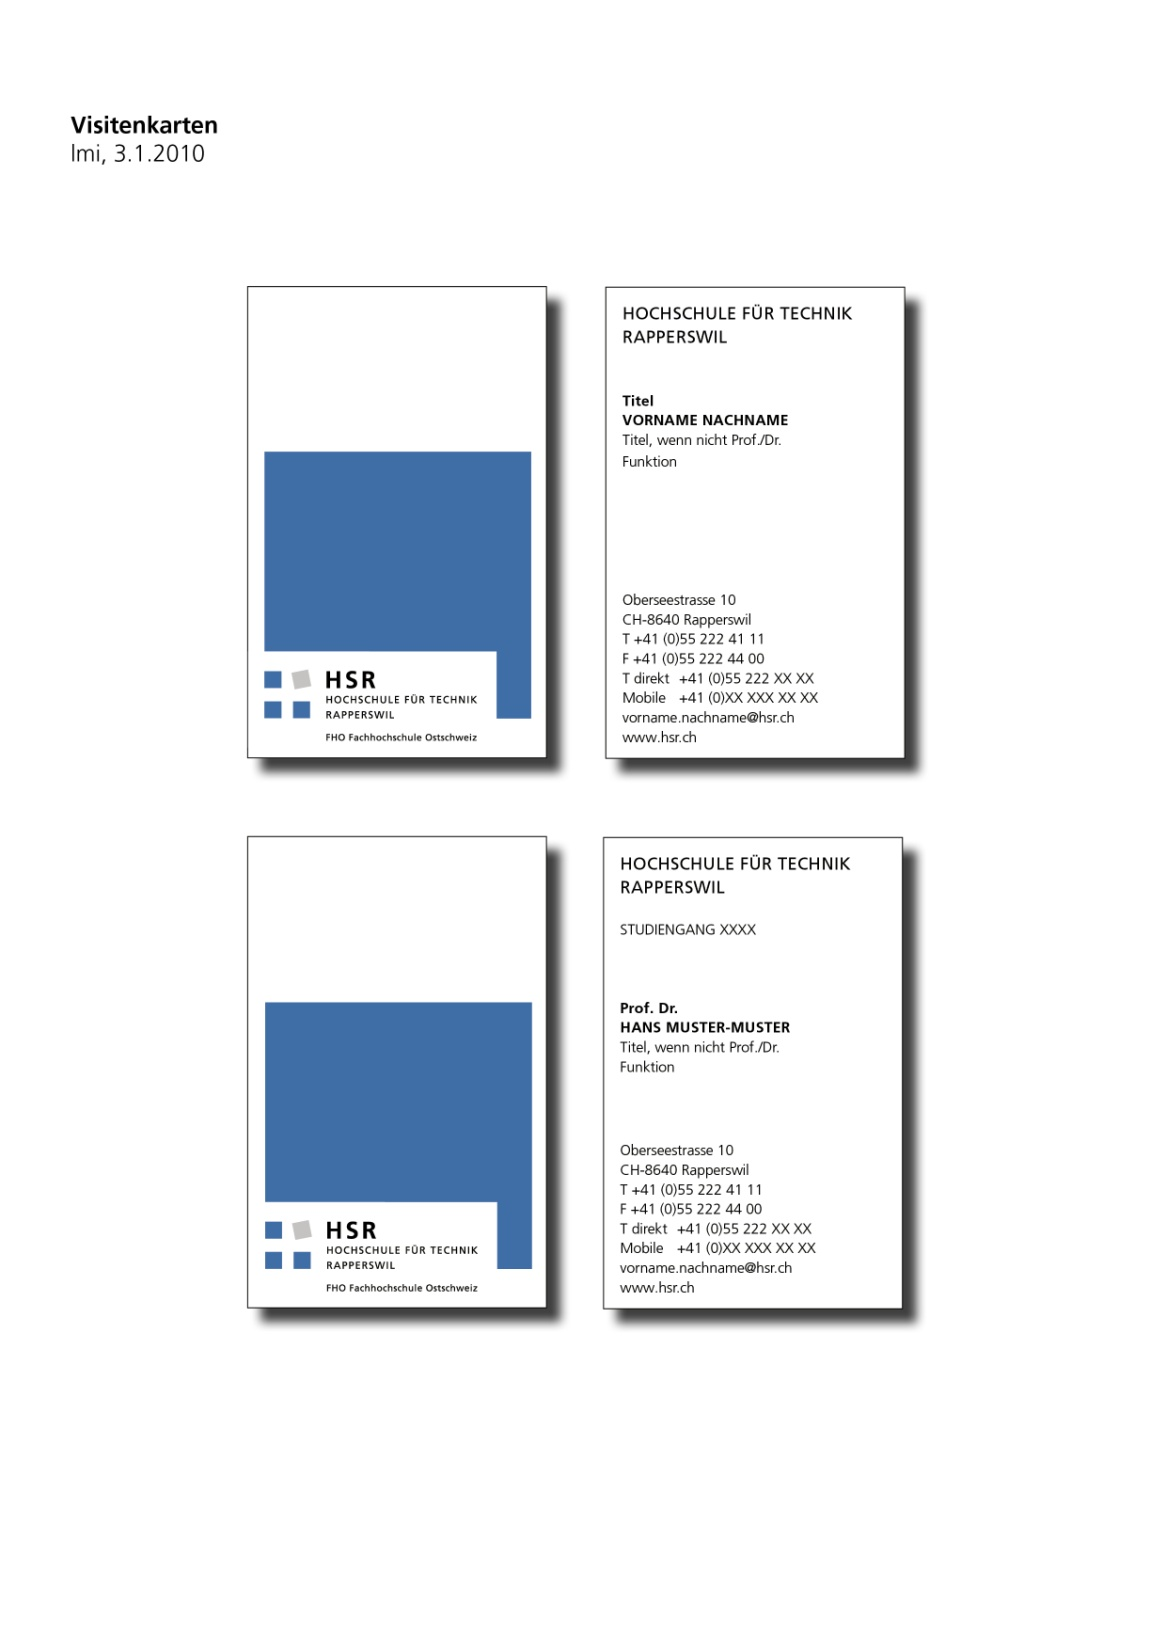 Visitenkarten
lmi, 3.1.2010
HSR
HOCHSCHULE FÜR TECHNIK
RAPPERSWIL
FHO Fachhochschule Ostschweiz
HOCHSCHULE FÜR TECHNIK
RAPPERSWIL
Titel
VORNAME NACHNAME
Titel, wenn nicht Prof./Dr.
Funktion
Oberseestrasse 10
CH-8640 Rapperswil
T +41 (0)55 222 41 11
F +41 (0)55 222 44 00
T direkt +41 (0)55 222 XX XX
Mobile +41 (0)XX XXX XX XX
vorname.nachname@hsr.ch
www.hsr.ch
HSR
HOCHSCHULE FÜR TECHNIK
RAPPERSWIL
FHO Fachhochschule Ostschweiz
HOCHSCHULE FÜR TECHNIK
RAPPERSWIL
STUDIENGANG XXXX
Prof. Dr.
HANS MUSTER-MUSTER
Titel, wenn nicht Prof./Dr.
Funktion
Oberseestrasse 10
CH-8640 Rapperswil
T +41 (0)55 222 41 11
F +41 (0)55 222 44 00
T direkt +41 (0)55 222 XX XX
Mobile +41 (0)XX XXX XX XX
vorname.nachname@hsr.ch
www.hsr.ch